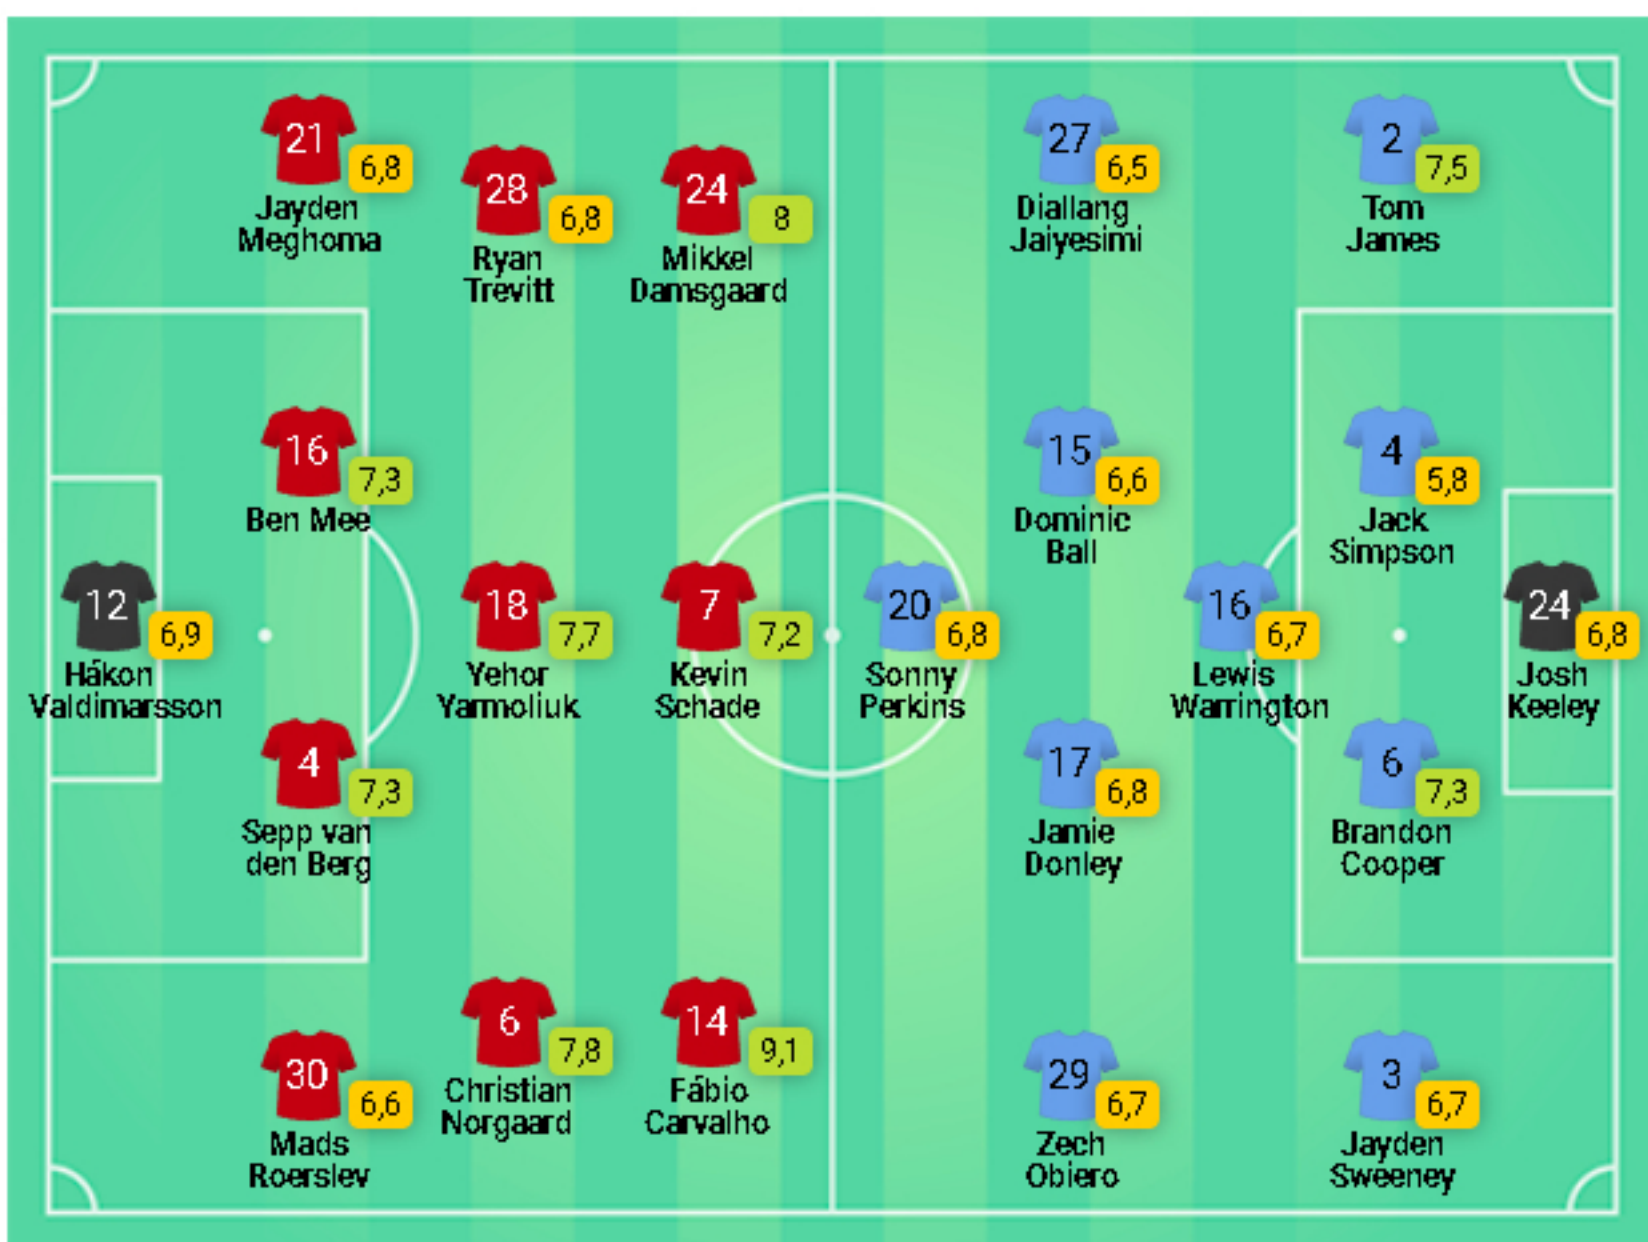 21
6,8
Jayden
Meghoma
28
6,8
Ryan
Trevitt
24
8
Mikkel
Damsgaard
27
6,5
Diallang
Jaiyesimi
2
7,5
Tom
James
16
7,3
Ben Mee
15
6,6
Dominic
Ball
4
5,8
Jack
Simpson
12
6,9
Hákon
Valdimarsson
18
7,7
Yehor
Yarmoliuk
7
7,2
Kevin
Schade
20
6,8
Sonny
Perkins
16
6,7
Lewis
Warrington
24
6,8
Josh
Keeley
4
7,3
Sepp van
den Berg
17
6,8
Jamie
Donley
6
7,3
Brandon
Cooper
30
6,6
Mads
Roerslev
6
7,8
Christian
Norgaard
14
9,1
Fábio
Carvalho
29
6,7
Zech
Obiero
3
6,7
Jayden
Sweeney